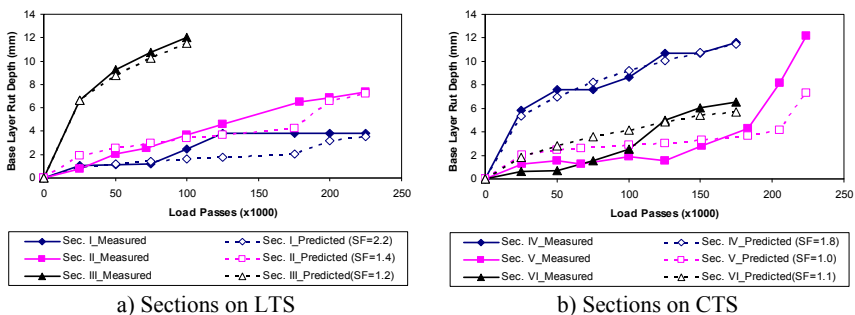 Base Layer Rut Depth (mm)
14
12
10
8
6
4
2
0
0 50 100 150 200 250
Load Passes (x1000)
Sec. I_Measured Sec. I_Predicted (SF=2.2)
Sec. II_Measured Sec. II_Predicted (SF=1.4)
Sec. III_Measured Sec. III_Predicted(SF=1.2)
a) Sections on LTS
Base Layer Rut Depth (mm)
14
12
10
8
6
4
2
0
0 50 100 150 200 250
Load Passes (x1000)
Sec. IV_Measured Sec. IV_Predicted (SF=1.8)
Sec. V_Measured Sec. V_Predicted (SF=1.0)
Sec. VI_Measured Sec. VI_Predicted (SF=1.1)
b) Sections on CTS